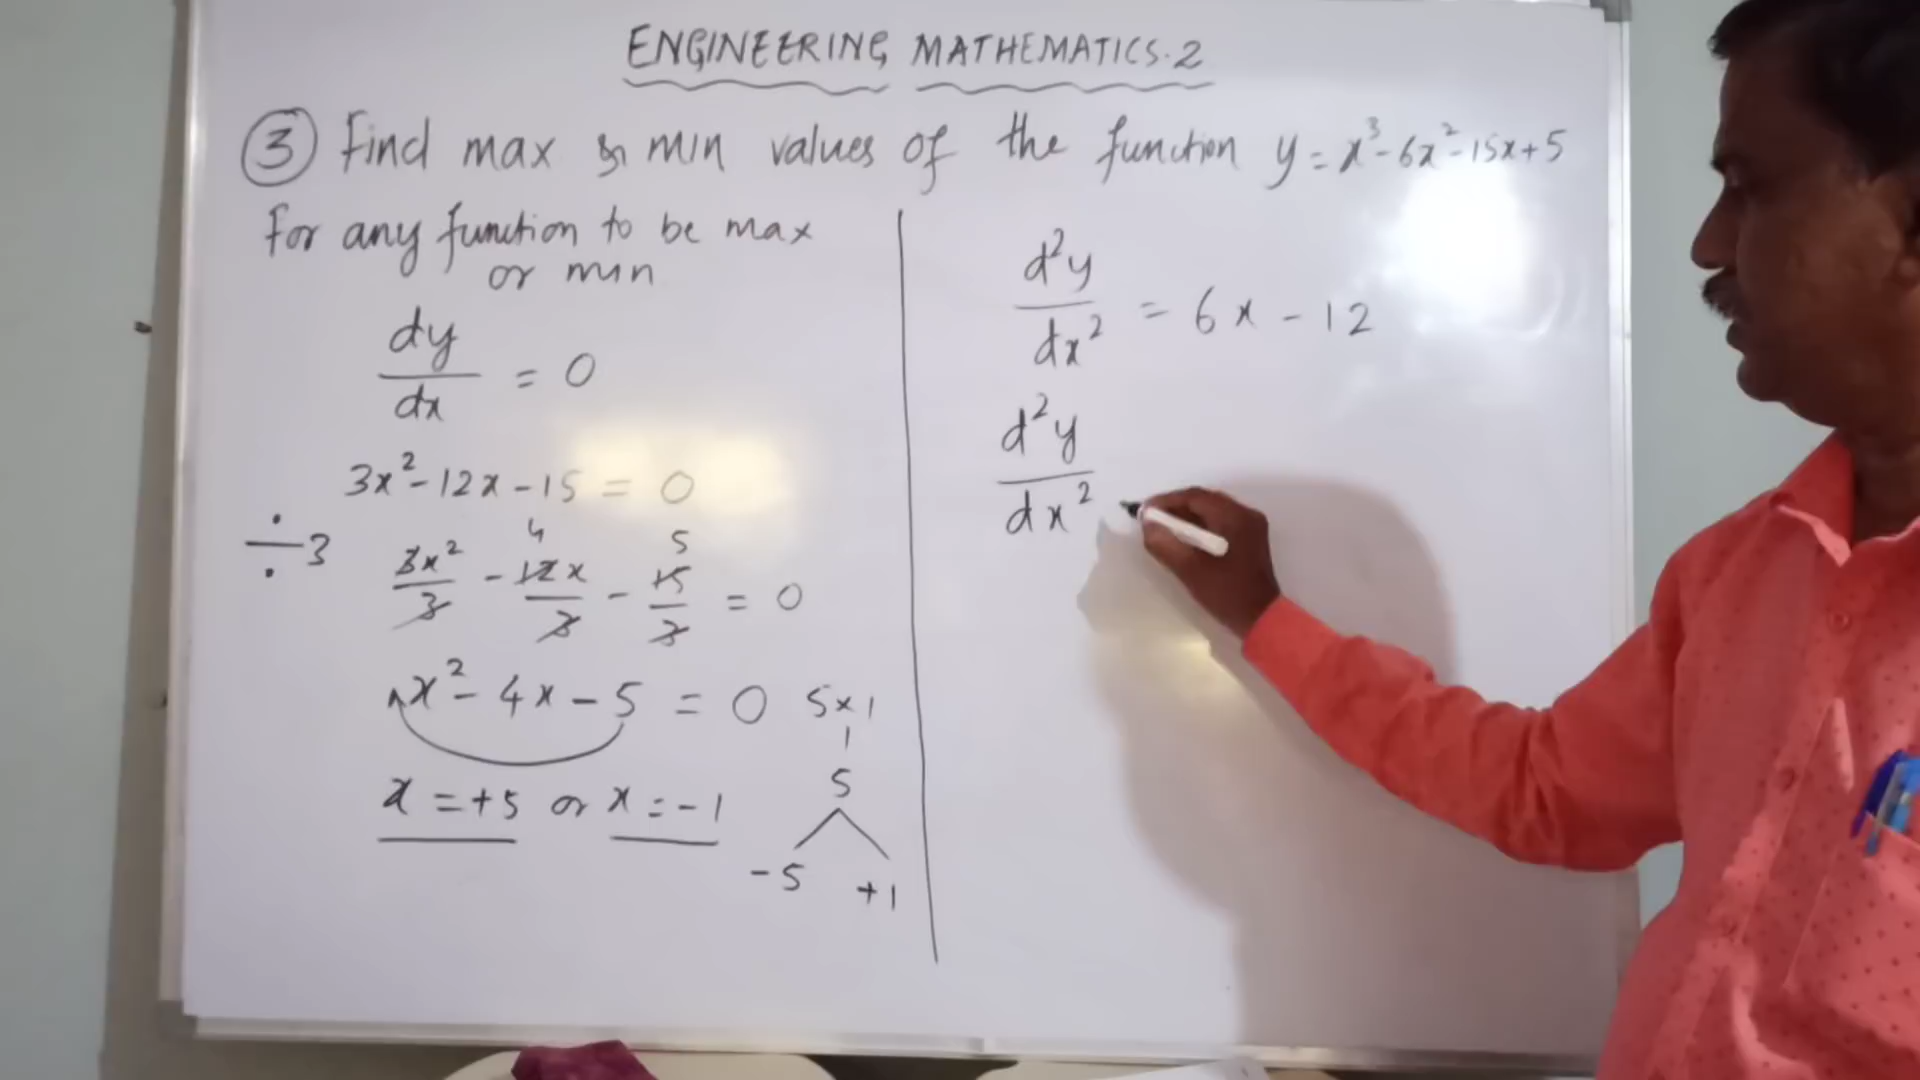 ENGINEERING MATHEMATICS.2
③ Find max & min values of the function y = x³-6x²-15x+5
For any function to be max
or min
dy/dx = 0
3x²-12x-15 = 0
÷3
4 5
3x²/3 - 12x/3 - 15/3 = 0
x²-4x-5 = 0
x = +5 or x = -1
5x1
1
5
-5 +1
d²y/dx² = 6x-12
d²y/dx²